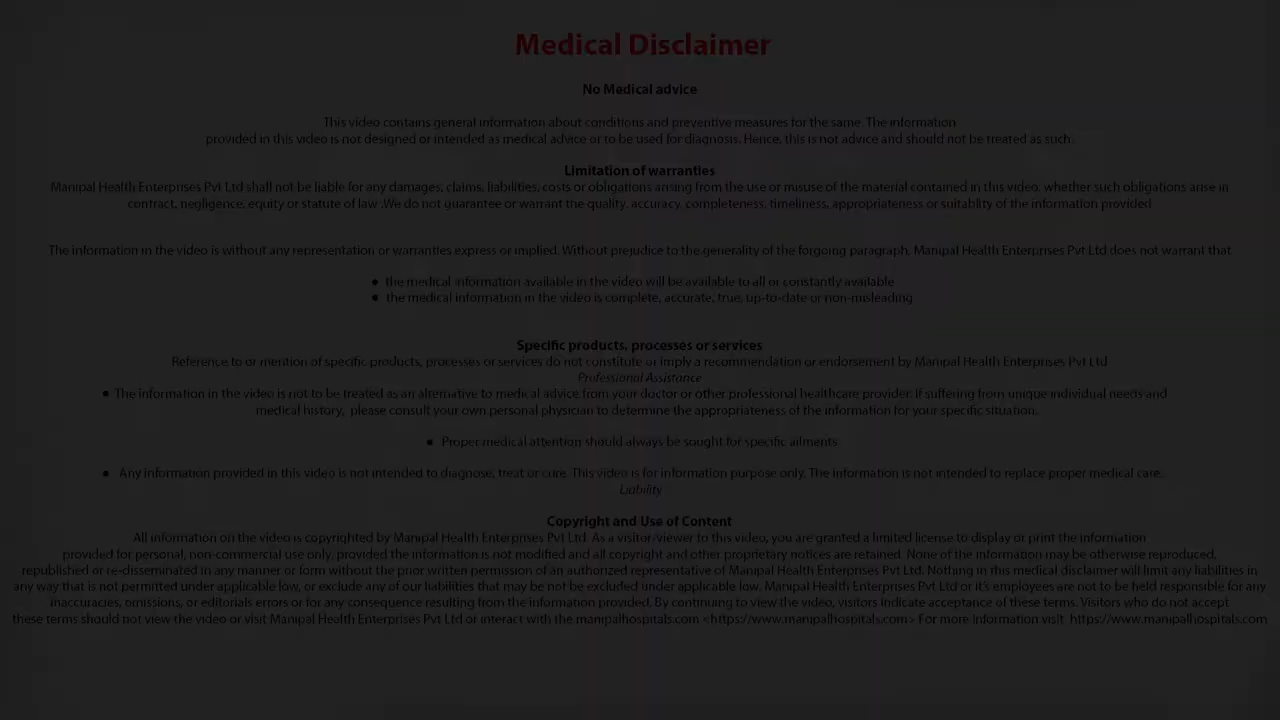 Medical Disclaimer
No Medical advice
This video contains general information about conditions and preventive measures for the same. The information
provided in this video is not designed or intended as medical advice or to be used for diagnosis. Hence, this is not advice and should not be treated as such.
Limitation of warranties
Manipal Health Enterprises Pvt Ltd shall not be liable for any damages, claims, liabilities, costs or obligations arising from the use or misuse of the material contained in this video, whether such obligations arise in
contract, negligence, equity or statute of law .We do not guarantee or warrant the quality, accuracy, completeness, timeliness, appropriateness or suitablity of the information provided
The information in the video is without any representation or warranties express or implied. Without prejudice to the generality of the forgoing paragraph, Manipal Health Enterprises Pvt Ltd does not warrant that
● the medical information available in the video will be available to all or constantly available
● the medical information in the video is complete, accurate, true, up-to-date or non-misleading
Specific products, processes or services
Reference to or mention of specific products, processes or services do not constitute or imply a recommendation or endorsement by Manipal Health Enterprises Pvt Ltd
Professional Assistance
● The information in the video is not to be treated as an alternative to medical advice from your doctor or other professional healthcare provider. If suffering from unique individual needs and
medical history, please consult your own personal physician to determine the appropriateness of the information for your specific situation.
● Proper medical attention should always be sought for specific ailments
● Any information provided in this video is not intended to diagnose, treat or cure. This video is for information purpose only. The information is not intended to replace proper medical care.
Liability
Copyright and Use of Content
All information on the video is copyrighted by Manipal Health Enterprises Pvt Ltd. As a visitor/viewer to this video, you are granted a limited license to display or print the information
provided for personal, non-commercial use only, provided the information is not modified and all copyright and other proprietary notices are retained. None of the information may be otherwise reproduced,
republished or re-disseminated in any manner or form without the prior written permission of an authorized representative of Manipal Health Enterprises Pvt Ltd. Nothing in this medical disclaimer will limit any liabilities in
any way that is not permitted under applicable low, or exclude any of our liabilities that may be not be excluded under applicable low. Manipal Health Enterprises Pvt Ltd or it's employees are not to be held responsible for any
inaccuracies, omissions, or editorials errors or for any consequence resulting from the information provided. By continuing to view the video, visitors indicate acceptance of these terms. Visitors who do not accept
these terms should not view the video or visit Manipal Health Enterprises Pvt Ltd or interact with the manipalhospitals.com <https://www.manipalhospitals.com> For more information visit https://www.manipalhospitals.com